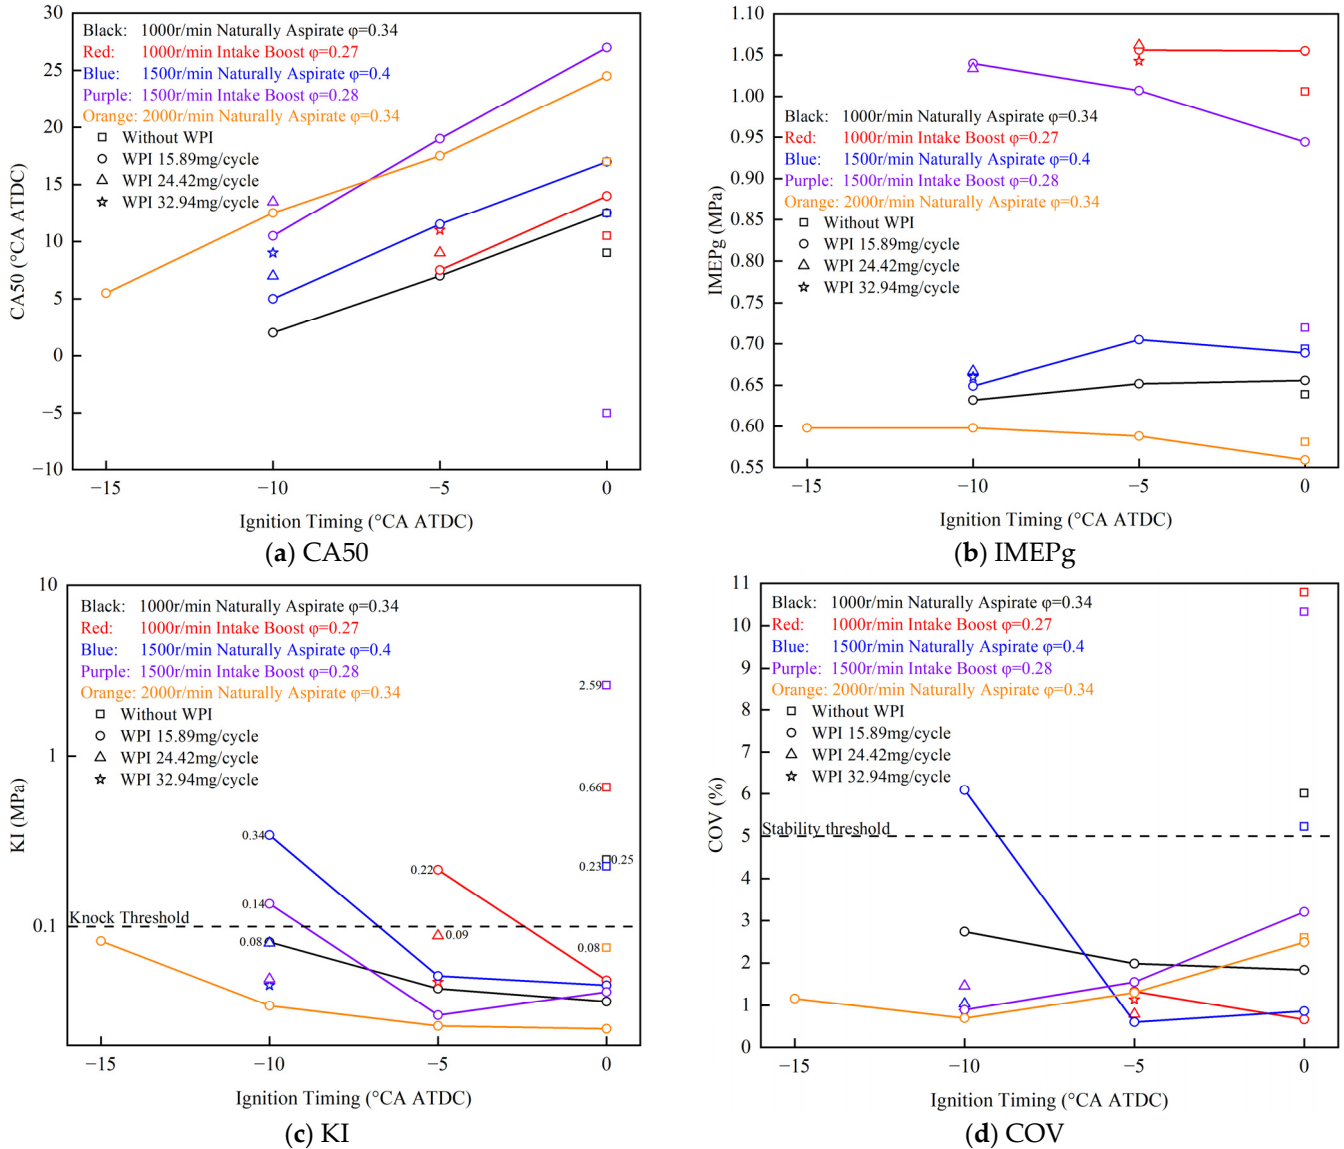 30
25
20
15
10
5
0
−5
−10
−15
−10
−5
0
CA50 (°CA ATDC)
Ignition Timing (°CA ATDC)
Black: 1000r/min Naturally Aspirate φ=0.34
Red: 1000r/min Intake Boost φ=0.27
Blue: 1500r/min Naturally Aspirate φ=0.4
Purple: 1500r/min Intake Boost φ=0.28
Orange: 2000r/min Naturally Aspirate φ=0.34
Without WPI
WPI 15.89mg/cycle
WPI 24.42mg/cycle
WPI 32.94mg/cycle
(a) CA50
1.10
1.05
1.00
0.95
0.90
0.85
0.80
0.75
0.70
0.65
0.60
0.55
−15
−10
−5
0
IMEPg (MPa)
Ignition Timing (°CA ATDC)
Black: 1000r/min Naturally Aspirate φ=0.34
Red: 1000r/min Intake Boost φ=0.27
Blue: 1500r/min Naturally Aspirate φ=0.4
Purple: 1500r/min Intake Boost φ=0.28
Orange: 2000r/min Naturally Aspirate φ=0.34
Without WPI
WPI 15.89mg/cycle
WPI 24.42mg/cycle
WPI 32.94mg/cycle
(b) IMEPg
10
1
0.1
−15
−10
−5
0
KI (MPa)
Ignition Timing (°CA ATDC)
Black: 1000r/min Naturally Aspirate φ=0.34
Red: 1000r/min Intake Boost φ=0.27
Blue: 1500r/min Naturally Aspirate φ=0.4
Purple: 1500r/min Intake Boost φ=0.28
Orange: 2000r/min Naturally Aspirate φ=0.34
Without WPI
WPI 15.89mg/cycle
WPI 24.42mg/cycle
WPI 32.94mg/cycle
2.59
0.66
0.34
0.25
0.23
0.22
0.14
Knock Threshold
0.08
0.09
0.08
(c) KI
11
10
9
8
7
6
5
4
3
2
1
0
−15
−10
−5
0
COV (%)
Ignition Timing (°CA ATDC)
Black: 1000r/min Naturally Aspirate φ=0.34
Red: 1000r/min Intake Boost φ=0.27
Blue: 1500r/min Naturally Aspirate φ=0.4
Purple: 1500r/min Intake Boost φ=0.28
Orange: 2000r/min Naturally Aspirate φ=0.34
Without WPI
WPI 15.89mg/cycle
WPI 24.42mg/cycle
WPI 32.94mg/cycle
Stability threshold
(d) COV